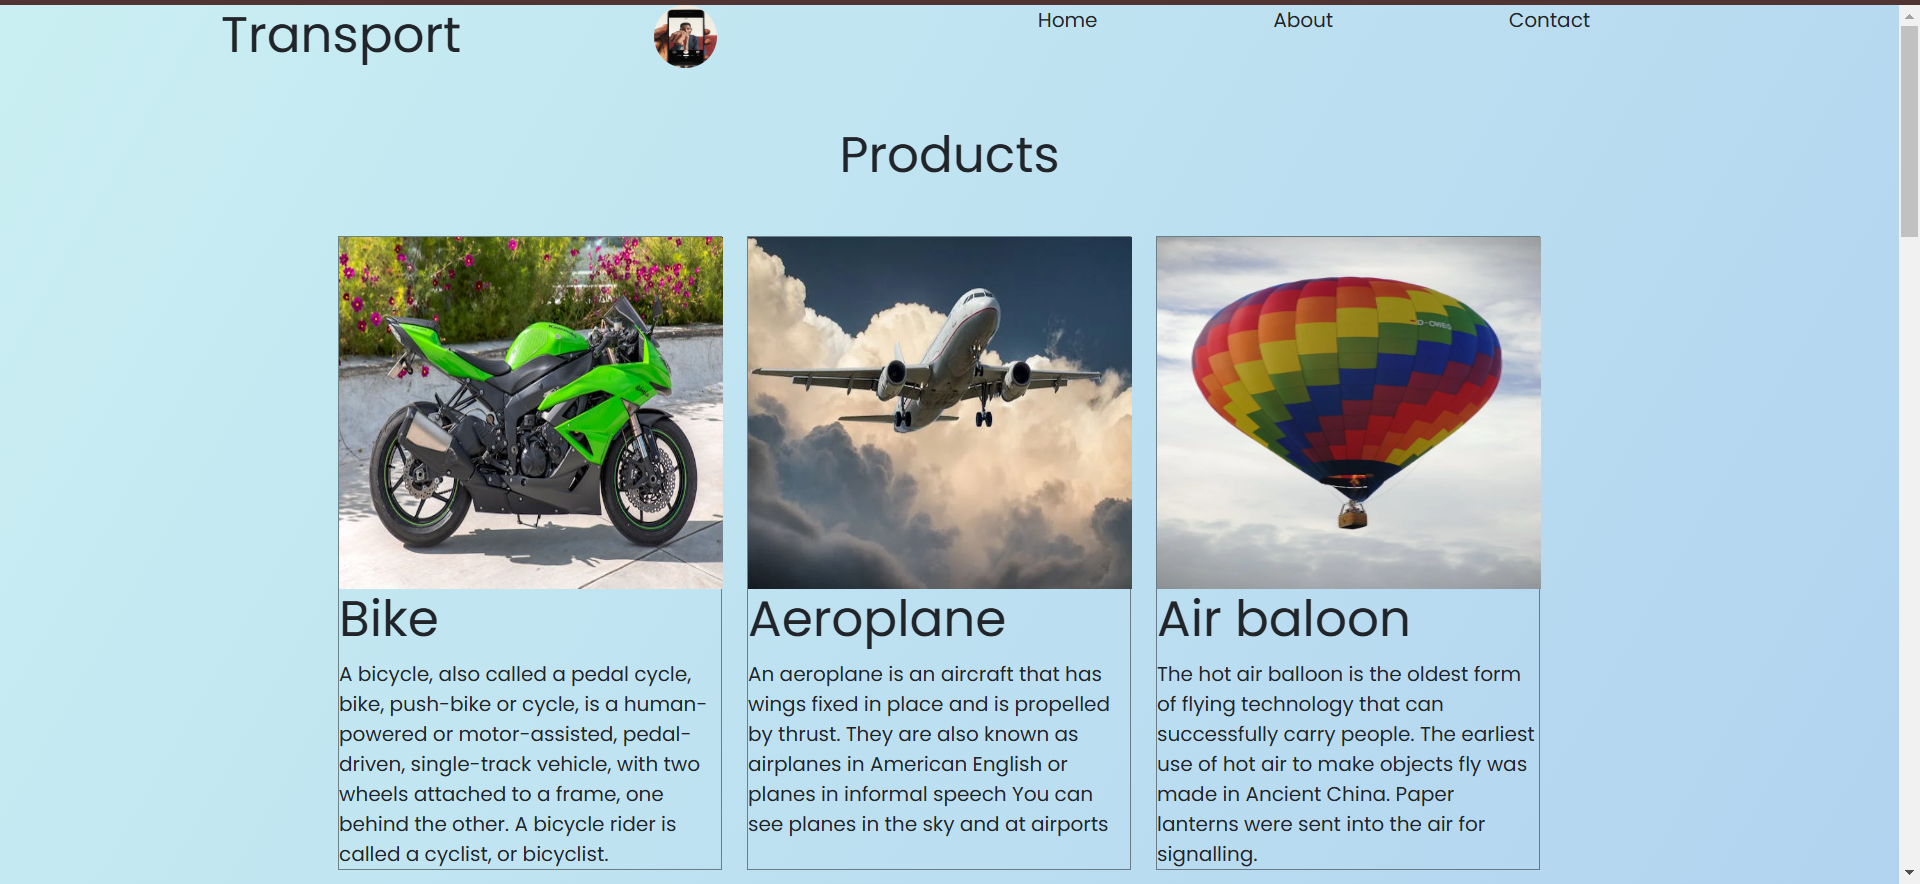 Transport
Home About Contact
Products
Bike
A bicycle, also called a pedal cycle,
bike, push-bike or cycle, is a human-
powered or motor-assisted, pedal-
driven, single-track vehicle, with two
wheels attached to a frame, one
behind the other. A bicycle rider is
called a cyclist, or bicyclist.
Aeroplane
An aeroplane is an aircraft that has
wings fixed in place and is propelled
by thrust. They are also known as
airplanes in American English or
planes in informal speech You can
see planes in the sky and at airports
Air baloon
The hot air balloon is the oldest form
of flying technology that can
successfully carry people. The earliest
use of hot air to make objects fly was
made in Ancient China. Paper
lanterns were sent into the air for
signalling.